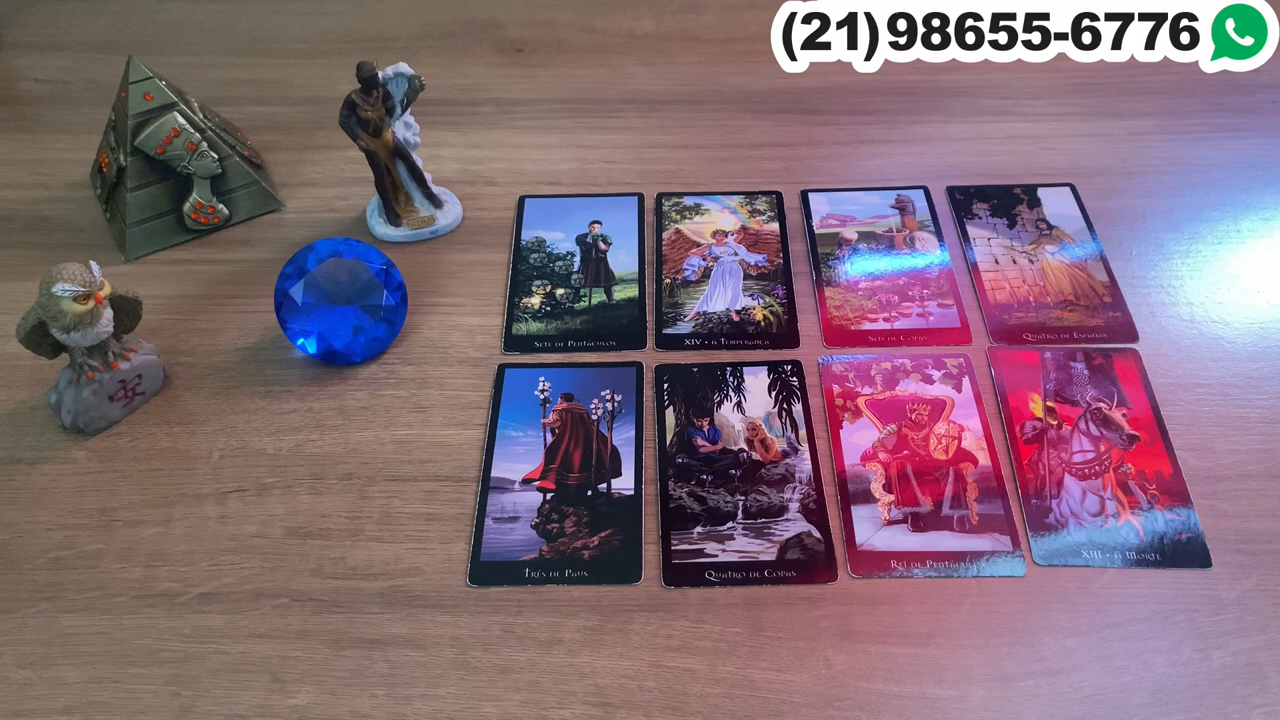 (21)98655-6776
SETE DE PENTÁCULOS
XIV • A TEMPERANÇA
SEIS DE COPAS
QUATRO DE ESPADAS
安
TRÊS DE PAUS
QUATRO DE COPAS
REI DE PENTÁCULOS
XIII • A MORTE